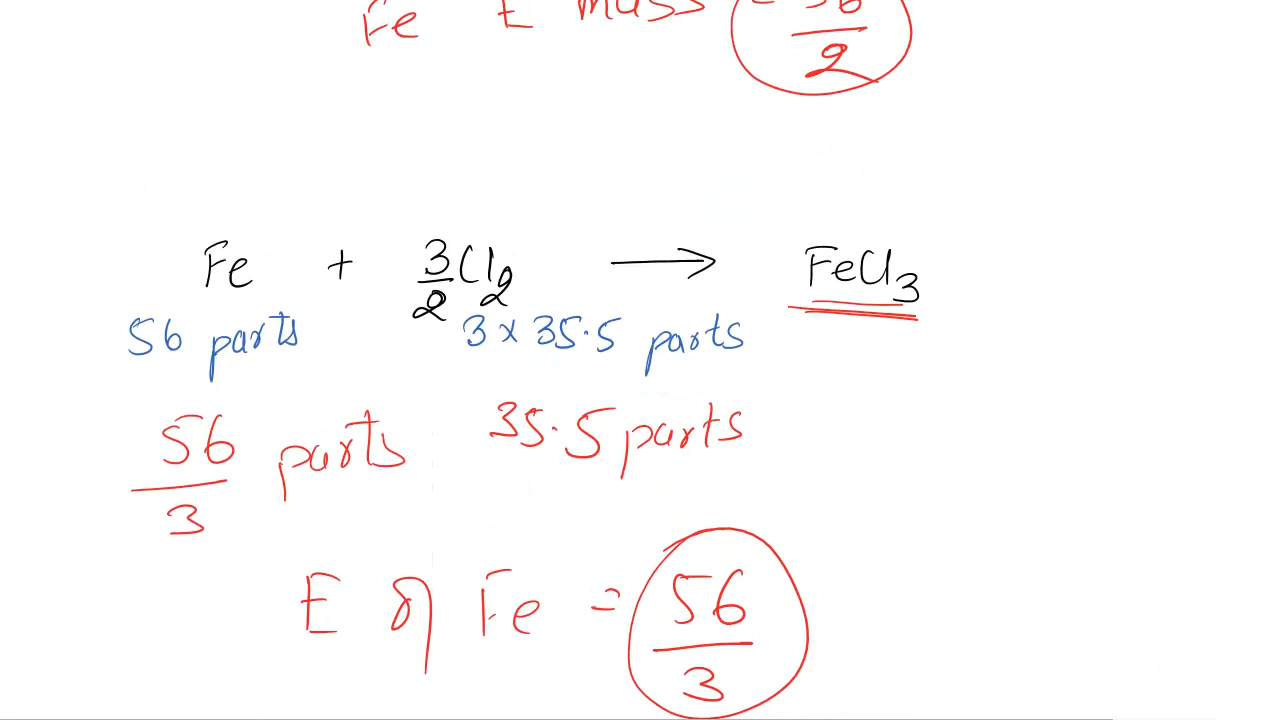 Fe E mass = 56/2
Fe + 3/2 Cl2 ⟶ FeCl3
56 parts 3 x 35.5 parts
56/3 parts 35.5 parts
E of Fe = 56/3